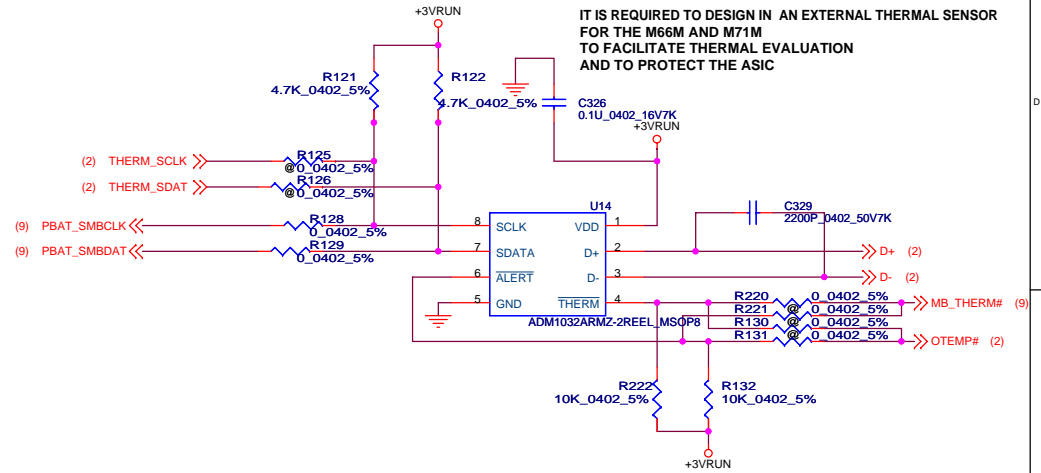 +3VRUN
IT IS REQUIRED TO DESIGN IN AN EXTERNAL THERMAL SENSOR
FOR THE M66M AND M71M
TO FACILITATE THERMAL EVALUATION
AND TO PROTECT THE ASIC
R121
4.7K_0402_5%
R122
4.7K_0402_5%
C326
0.1U_0402_16V7K
+3VRUN
D
(2) THERM_SCLK
R125
@0_0402_5%
(2) THERM_SDAT
R126
@0_0402_5%
(9) PBAT_SMBCLK
R128
0_0402_5%
(9) PBAT_SMBDAT
R129
0_0402_5%
U14
8 SCLK VDD 1
7 SDATA D+ 2
6 ALERT D- 3
5 GND THERM 4
ADM1032ARMZ-2REEL_MSOP8
C329
2200P_0402_50V7K
D+ (2)
D- (2)
R220 0_0402_5%
MB_THERM# (9)
R221 @ 0_0402_5%
R130 @ 0_0402_5%
R131 0_0402_5%
OTEMP# (2)
R222
10K_0402_5%
R132
10K_0402_5%
+3VRUN